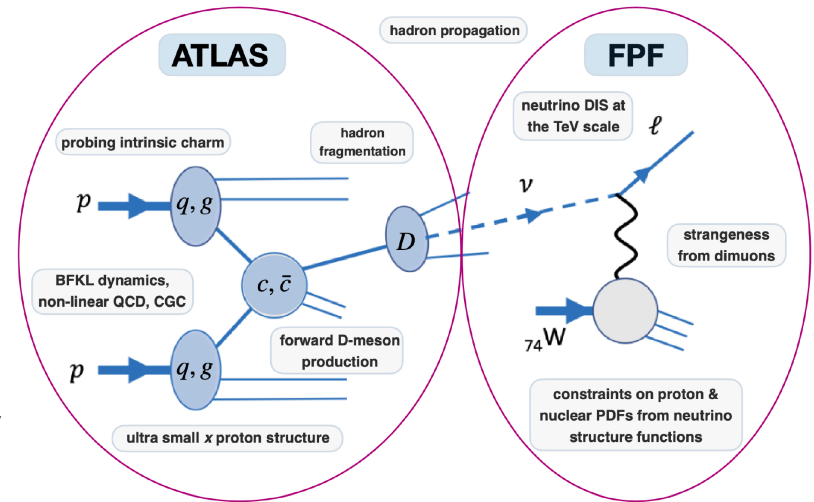 hadron propagation
ATLAS
FPF
neutrino DIS at
the TeV scale
ℓ
probing intrinsic charm
hadron
fragmentation
p
q, g
ν
D
strangeness
from dimuons
BFKL dynamics,
non-linear QCD, CGC
c, c̄
₇₄W
forward D-meson
production
p
q, g
constraints on proton &
nuclear PDFs from neutrino
structure functions
ultra small x proton structure